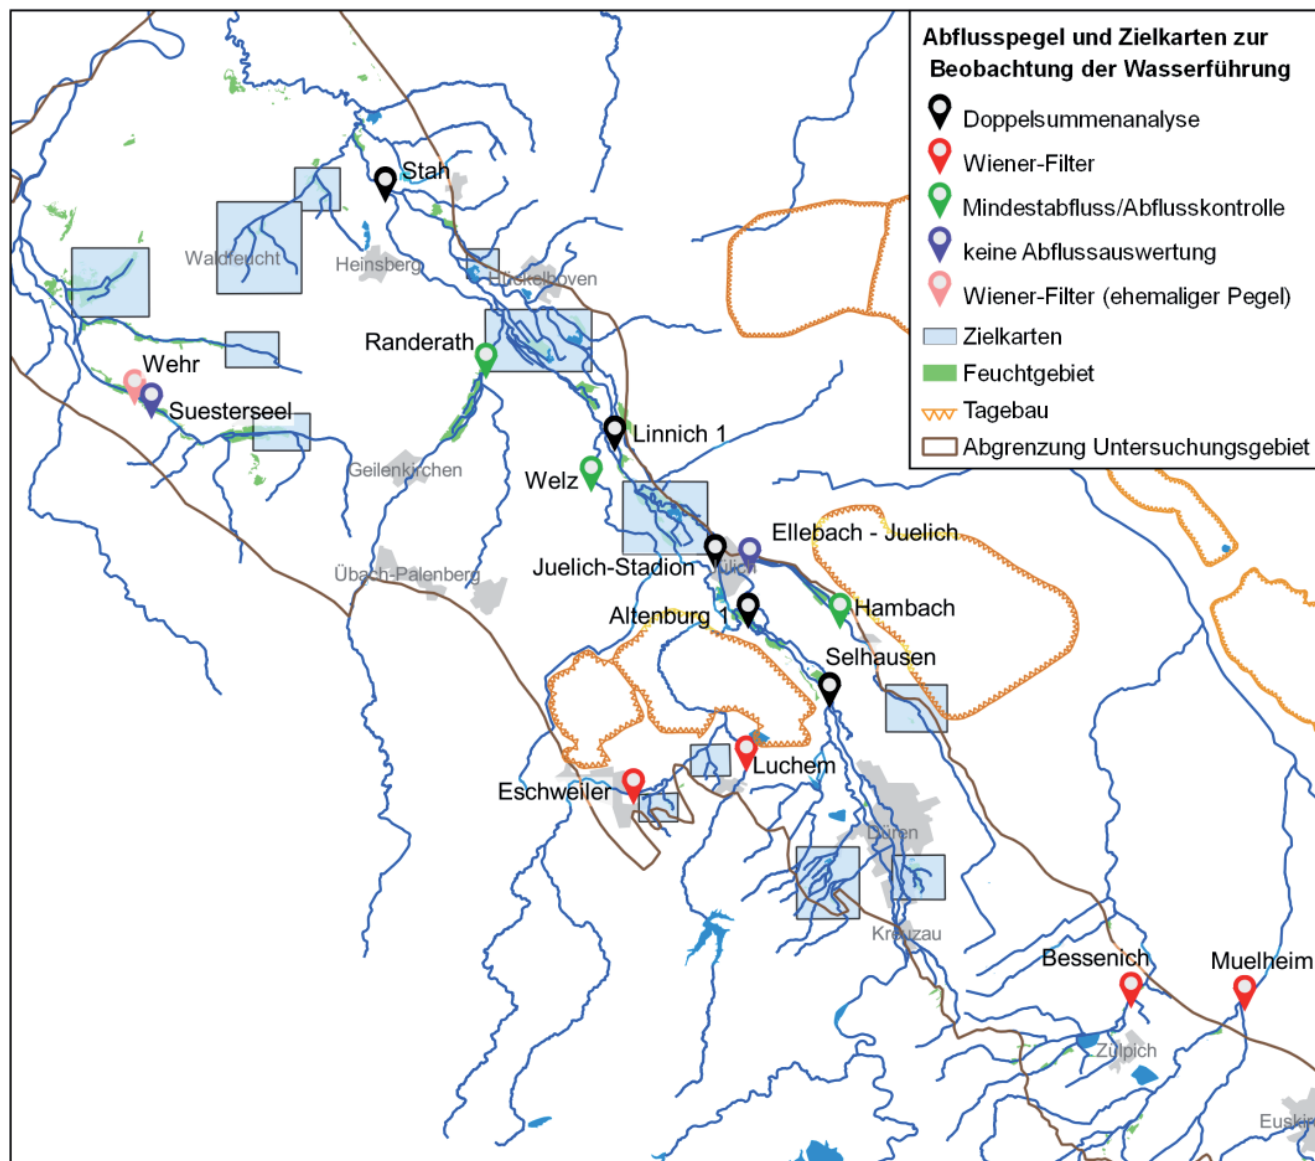 Abflusspegel und Zielkarten zur
Beobachtung der Wasserführung
Doppelsummenanalyse
Wiener-Filter
Mindestabfluss/Abflusskontrolle
keine Abflussauswertung
Wiener-Filter (ehemaliger Pegel)
Zielkarten
Feuchtgebiet
Tagebau
Abgrenzung Untersuchungsgebiet
Stah
Waldfeucht
Heinsberg
Hückelhoven
Randerath
Wehr
Suesterseel
Linnich 1
Geilenkirchen
Welz
Ellebach - Juelich
Juelich-Stadion
Jülich
Übach-Palenberg
Altenburg 1
Hambach
Selhausen
Luchem
Eschweiler
Düren
Kreuzau
Bessenich
Muelheim
Zülpich
Euskir